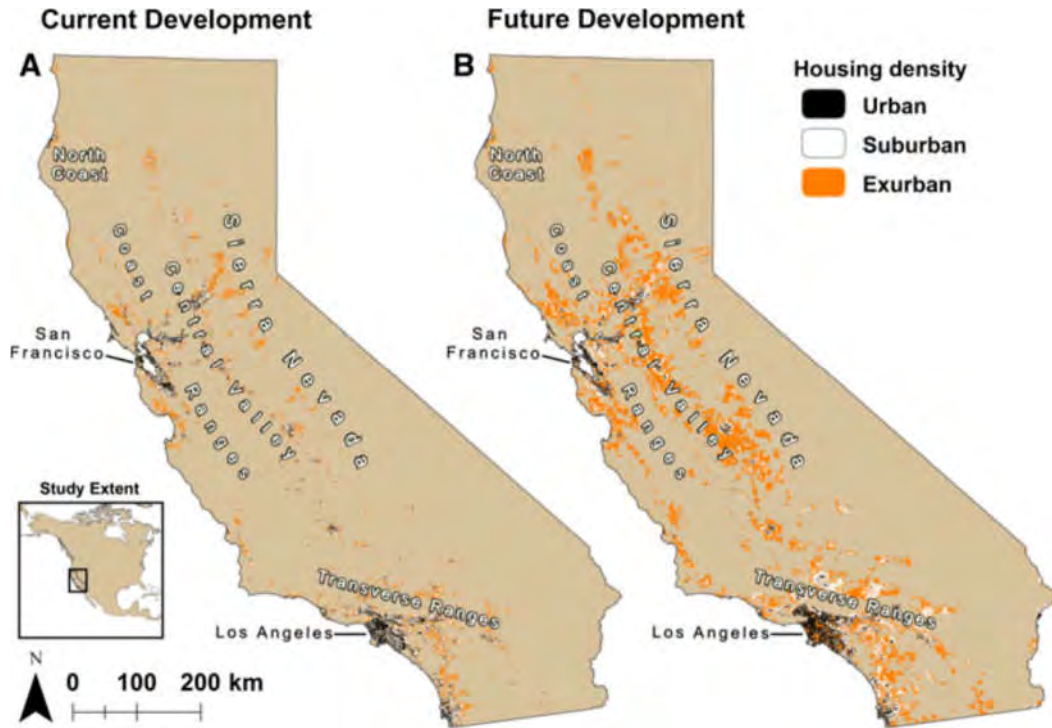 Current Development
Future Development
A
B
Housing density
Urban
Suburban
Exurban
North
Coast
Coast Ranges
Central Valley
Sierra Nevada
San
Francisco
Transverse Ranges
Los Angeles
North
Coast
Coast Ranges
Central Valley
Sierra Nevada
San
Francisco
Transverse Ranges
Los Angeles
Study Extent
N
0 100 200 km